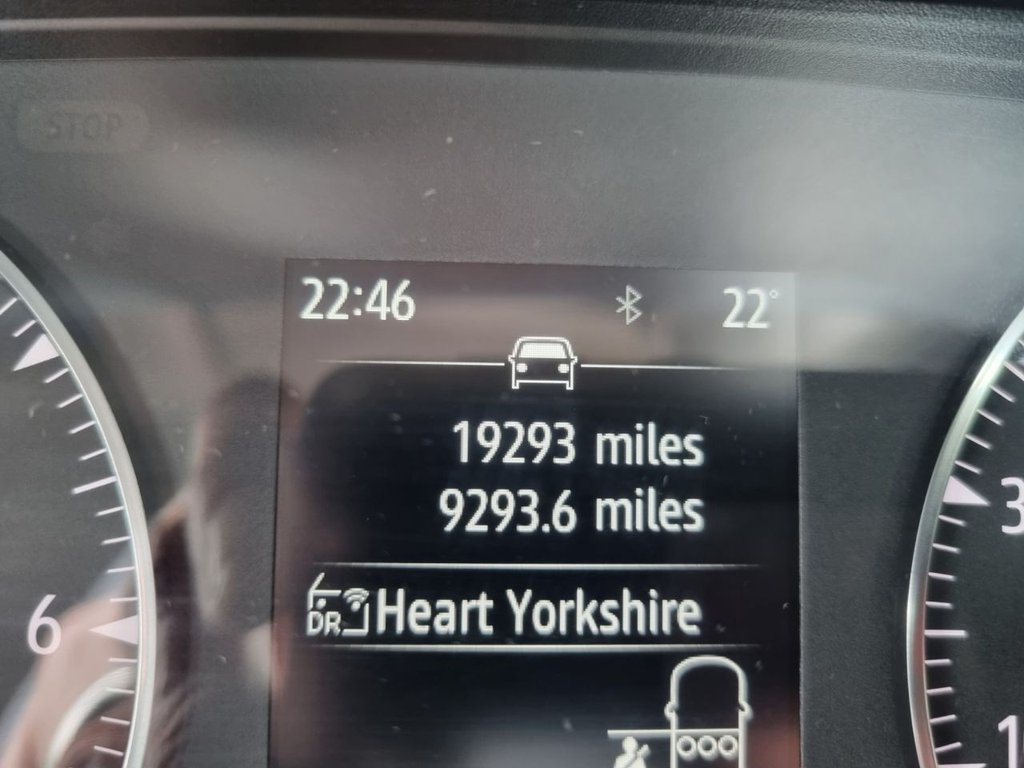 STOP
22:46 22°
19293 miles
9293.6 miles
DR Heart Yorkshire
6
3
1